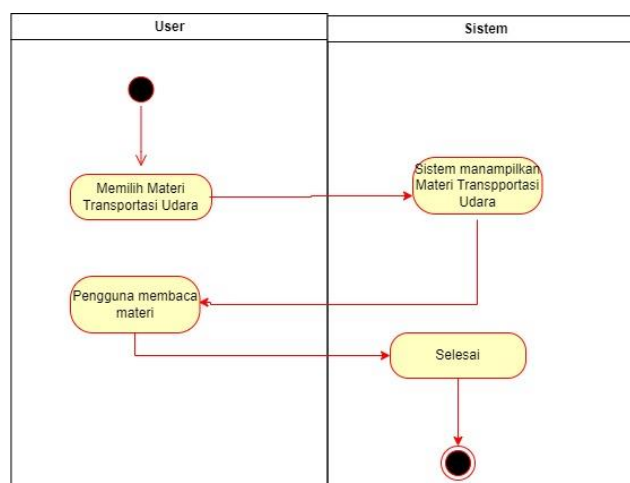 User
Sistem
Memilih Materi
Transportasi Udara
Sistem manampilkan
Materi Transpportasi
Udara
Pengguna membaca
materi
Selesai